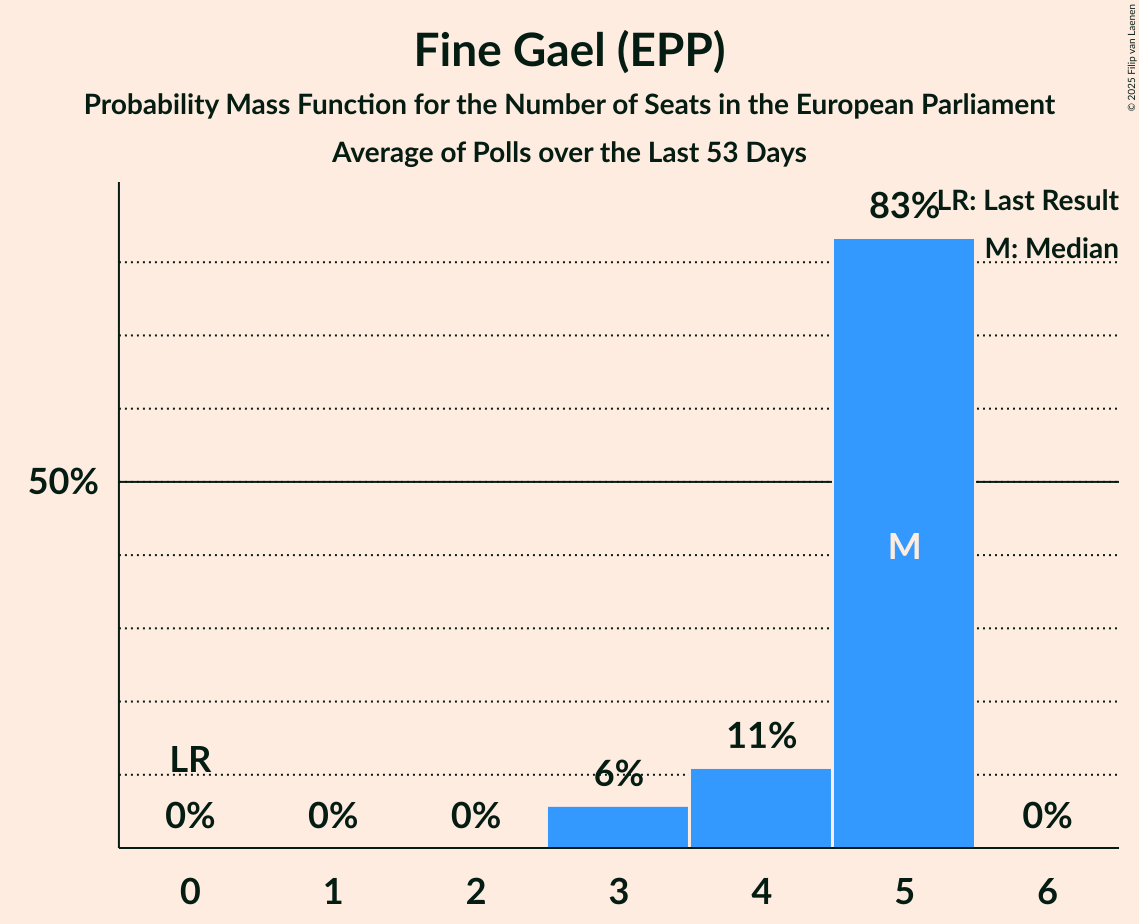 Fine Gael (EPP)
Probability Mass Function for the Number of Seats in the European Parliament
Average of Polls over the Last 53 Days
© 2025 Filip van Laenen
LR: Last Result
M: Median
83%
50%
M
LR
11%
6%
0%
0%
0%
0%
0
1
2
3
4
5
6